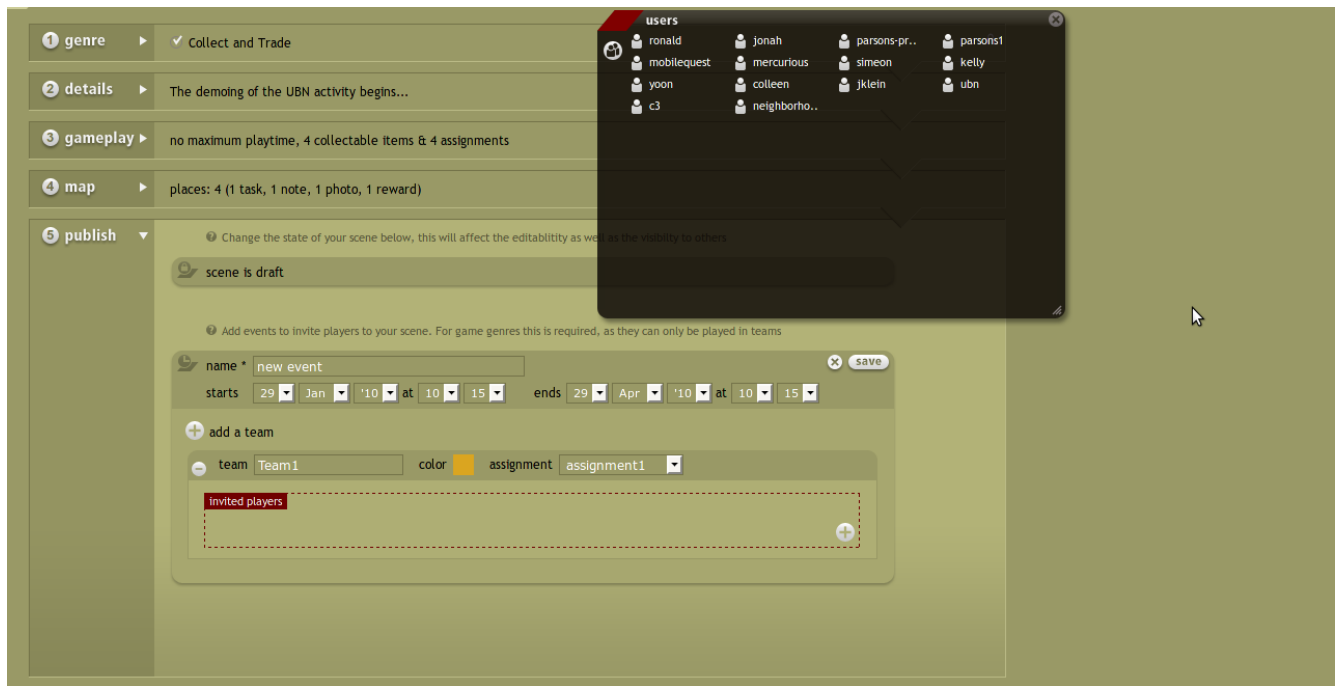 users
ronald jonah parsons-pr.. parsons1
mobilequest mercurious simeon kelly
yoon colleen jklein ubn
c3 neighborho..
1 genre Collect and Trade
2 details The demoing of the UBN activity begins...
3 gameplay no maximum playtime, 4 collectable items & 4 assignments
4 map places: 4 (1 task, 1 note, 1 photo, 1 reward)
5 publish
? Change the state of your scene below, this will affect the editablitity as well as the visibilty to others
scene is draft
? Add events to invite players to your scene. For game genres this is required, as they can only be played in teams
name * new event save
starts 29 Jan '10 at 10 15 ends 29 Apr '10 at 10 15
add a team
team Team1 color assignment assignment1
invited players